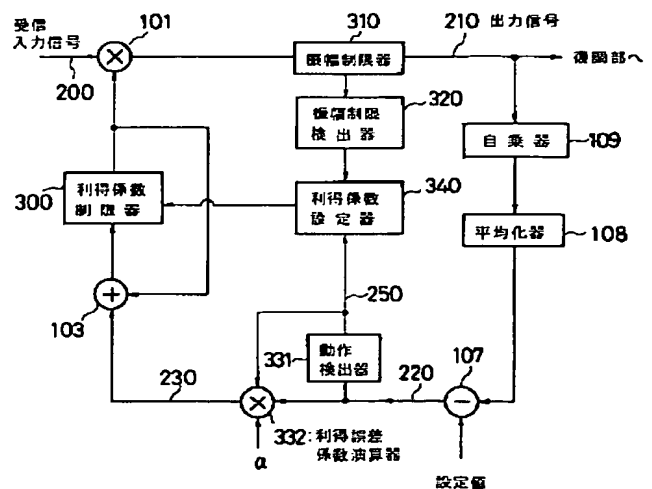 受信
入力信号
101
310
210 出力信号
200
振幅制限器
復調部へ
320
振幅制限
検出器
自乗器
109
300
利得係数
制限器
利得係数
設定器
340
平均化器
108
+
103
250
230
331
動作
検出器
220
107
332:利得誤差
係数演算器
α
設定値